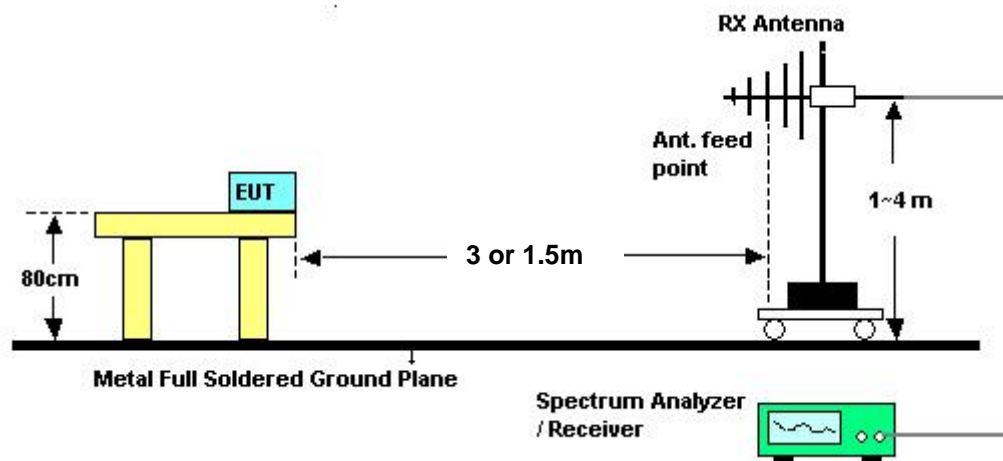 RX Antenna
Ant. feed
point
EUT
1~4 m
3 or 1.5m
80cm
Metal Full Soldered Ground Plane
Spectrum Analyzer
/ Receiver